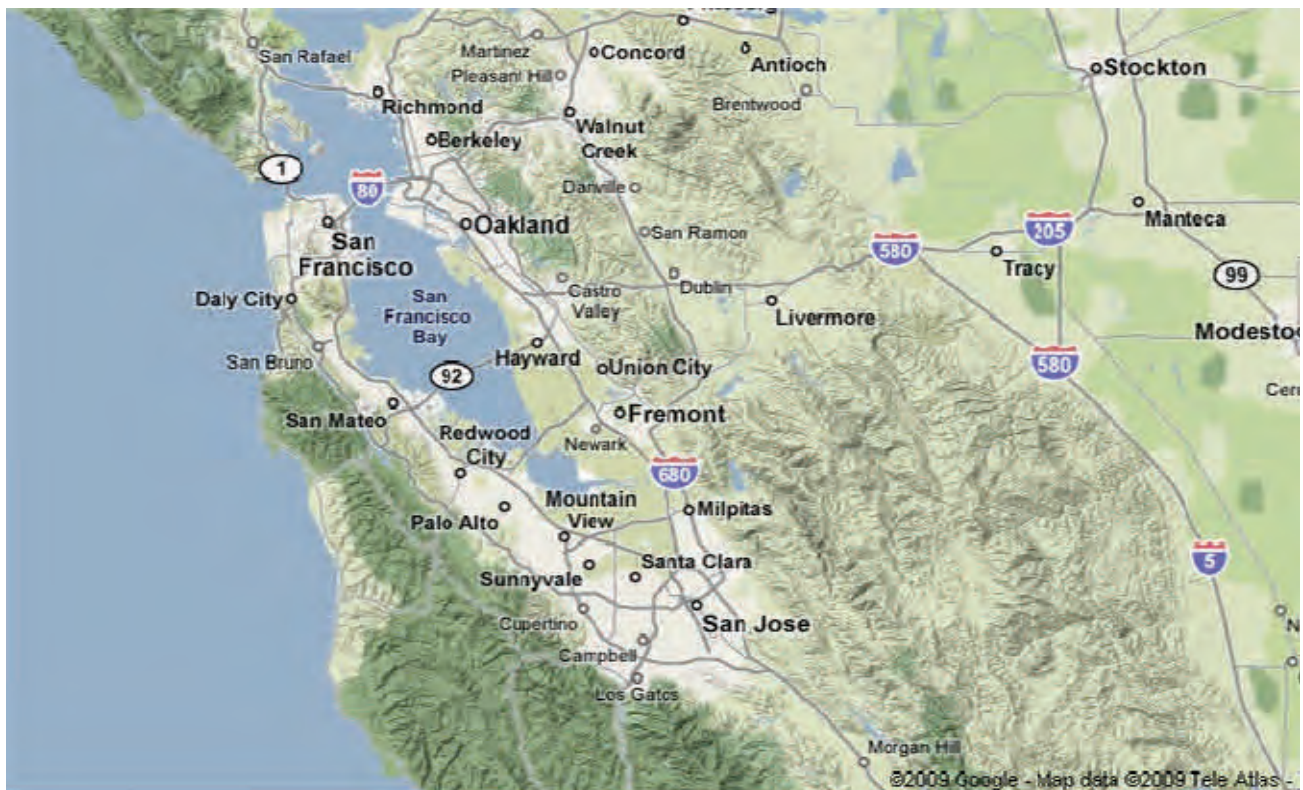 San Rafael
Martinez
Pleasant Hill
Concord
Antioch
Brentwood
Stockton
Richmond
Berkeley
Walnut
Creek
1
80
Danville
Oakland
San Ramon
San
Francisco
580
205
Manteca
Tracy
99
Daly City
San
Francisco
Bay
Castro
Valley
Dublin
Livermore
Modesto
San Bruno
Hayward
Union City
580
92
San Mateo
Fremont
Newark
Redwood
City
680
Palo Alto
Mountain
View
Milpitas
5
Sunnyvale
Santa Clara
Cupertino
San Jose
Campbell
Los Gatos
Morgan Hill
©2009 Google - Map data ©2009 Tele Atlas -